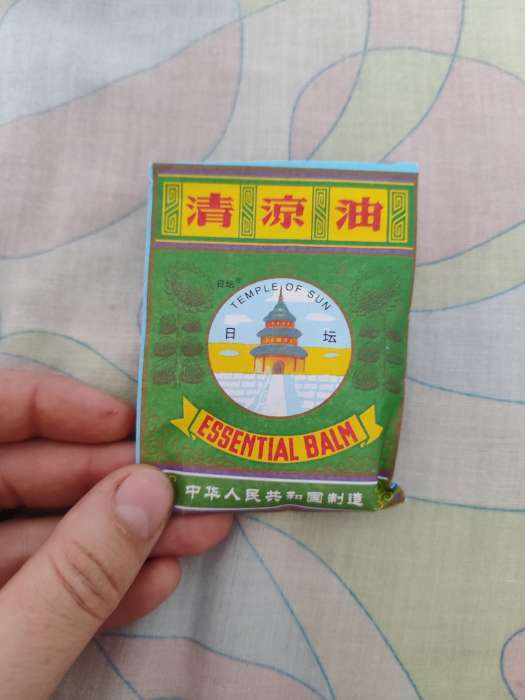 清凉油
日坛®
TEMPLE OF SUN
日 坛
ESSENTIAL BALM
中华人民共和国制造